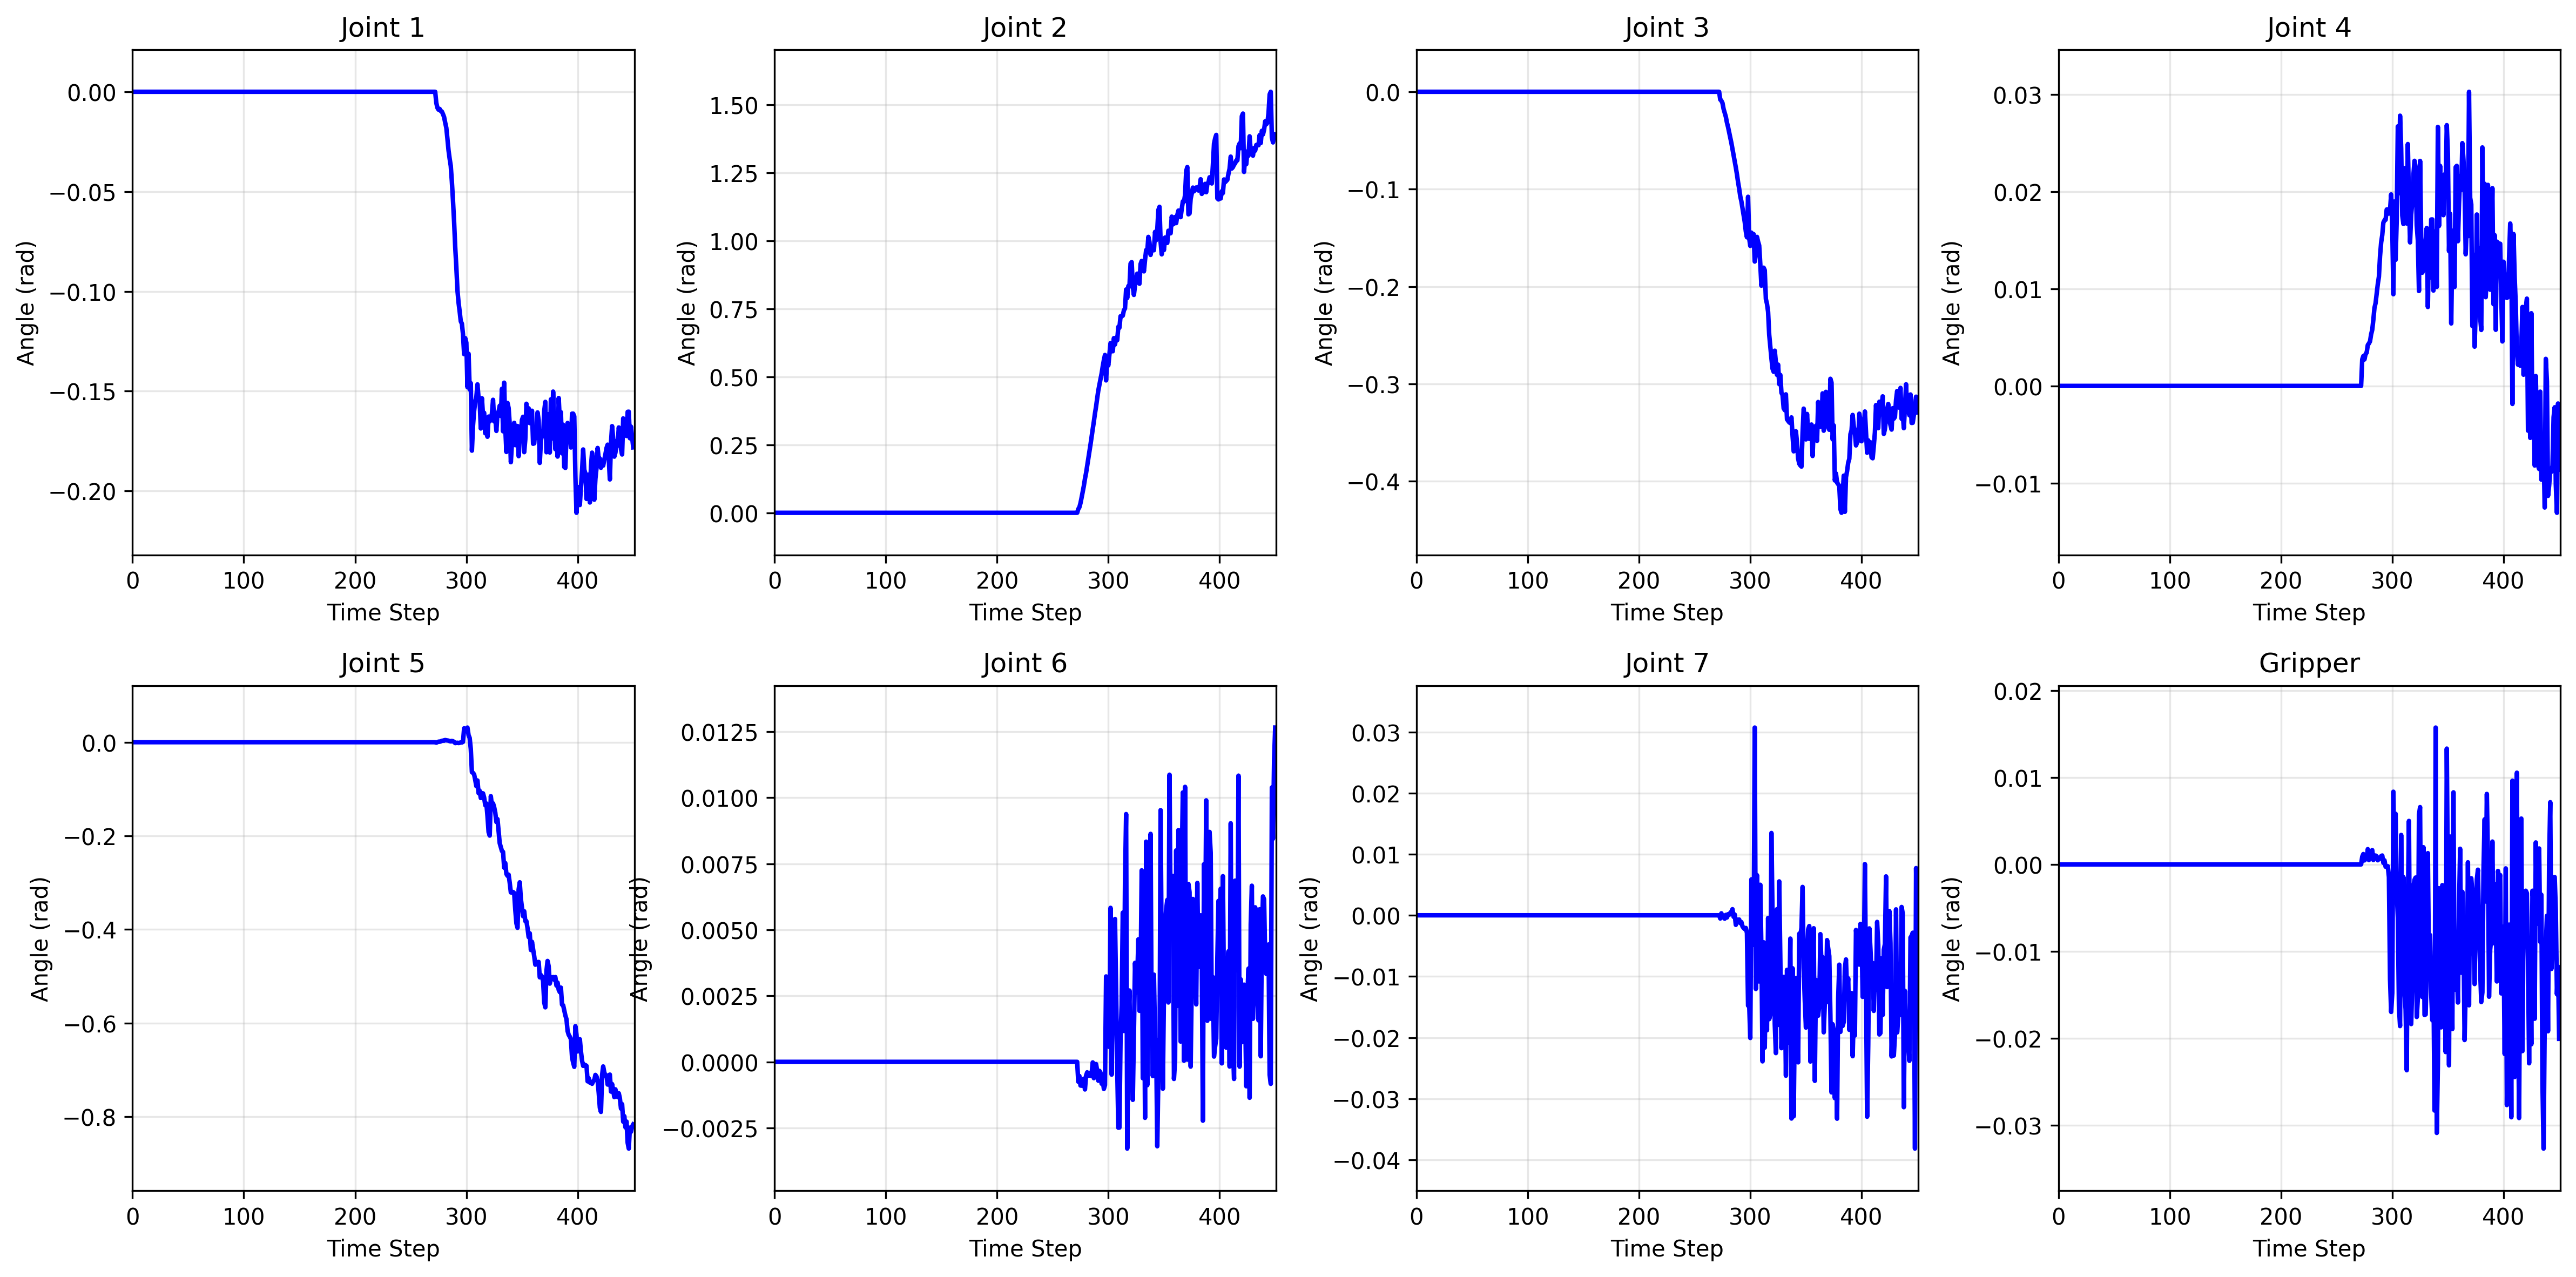 Joint 1
Joint 2
Joint 3
Joint 4
0.00
−0.05
−0.10
−0.15
−0.20
Angle (rad)
0 100 200 300 400
Time Step
1.50
1.25
1.00
0.75
0.50
0.25
0.00
Angle (rad)
0 100 200 300 400
Time Step
0.0
−0.1
−0.2
−0.3
−0.4
Angle (rad)
0 100 200 300 400
Time Step
0.03
0.02
0.01
0.00
−0.01
Angle (rad)
0 100 200 300 400
Time Step
Joint 5
Joint 6
Joint 7
Gripper
0.0
−0.2
−0.4
−0.6
−0.8
Angle (rad)
0 100 200 300 400
Time Step
0.0125
0.0100
0.0075
0.0050
0.0025
0.0000
−0.0025
Angle (rad)
0 100 200 300 400
Time Step
0.03
0.02
0.01
0.00
−0.01
−0.02
−0.03
−0.04
Angle (rad)
0 100 200 300 400
Time Step
0.02
0.01
0.00
−0.01
−0.02
−0.03
Angle (rad)
0 100 200 300 400
Time Step